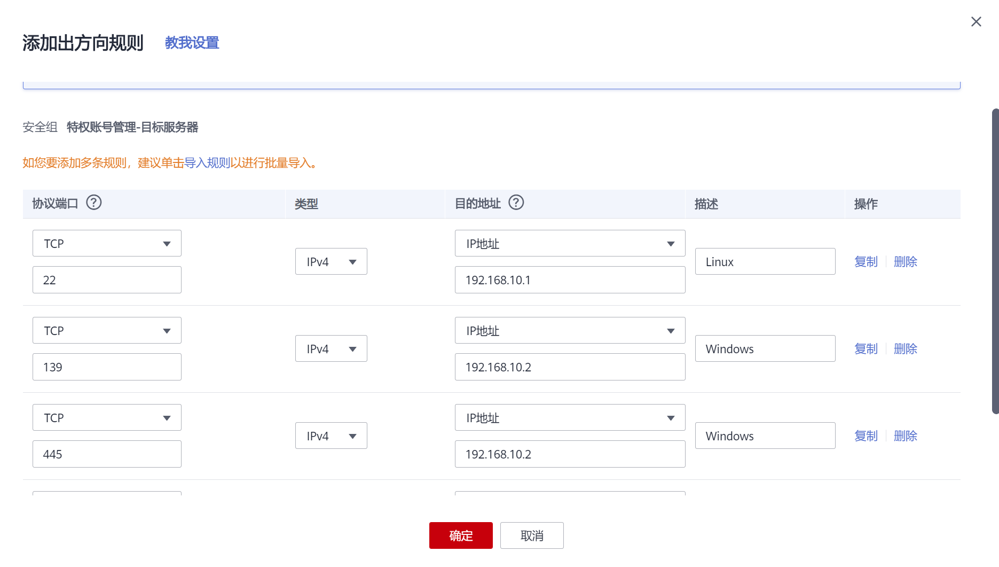 添加出方向规则 教我设置
安全组 特权账号管理-目标服务器
如您要添加多条规则，建议单击导入规则以进行批量导入。
协议端口 ? 类型 目的地址 ? 描述 操作
TCP IP地址
IPv4 Linux 复制 删除
22 192.168.10.1
TCP IP地址
IPv4 Windows 复制 删除
139 192.168.10.2
TCP IP地址
IPv4 Windows 复制 删除
445 192.168.10.2
确定 取消